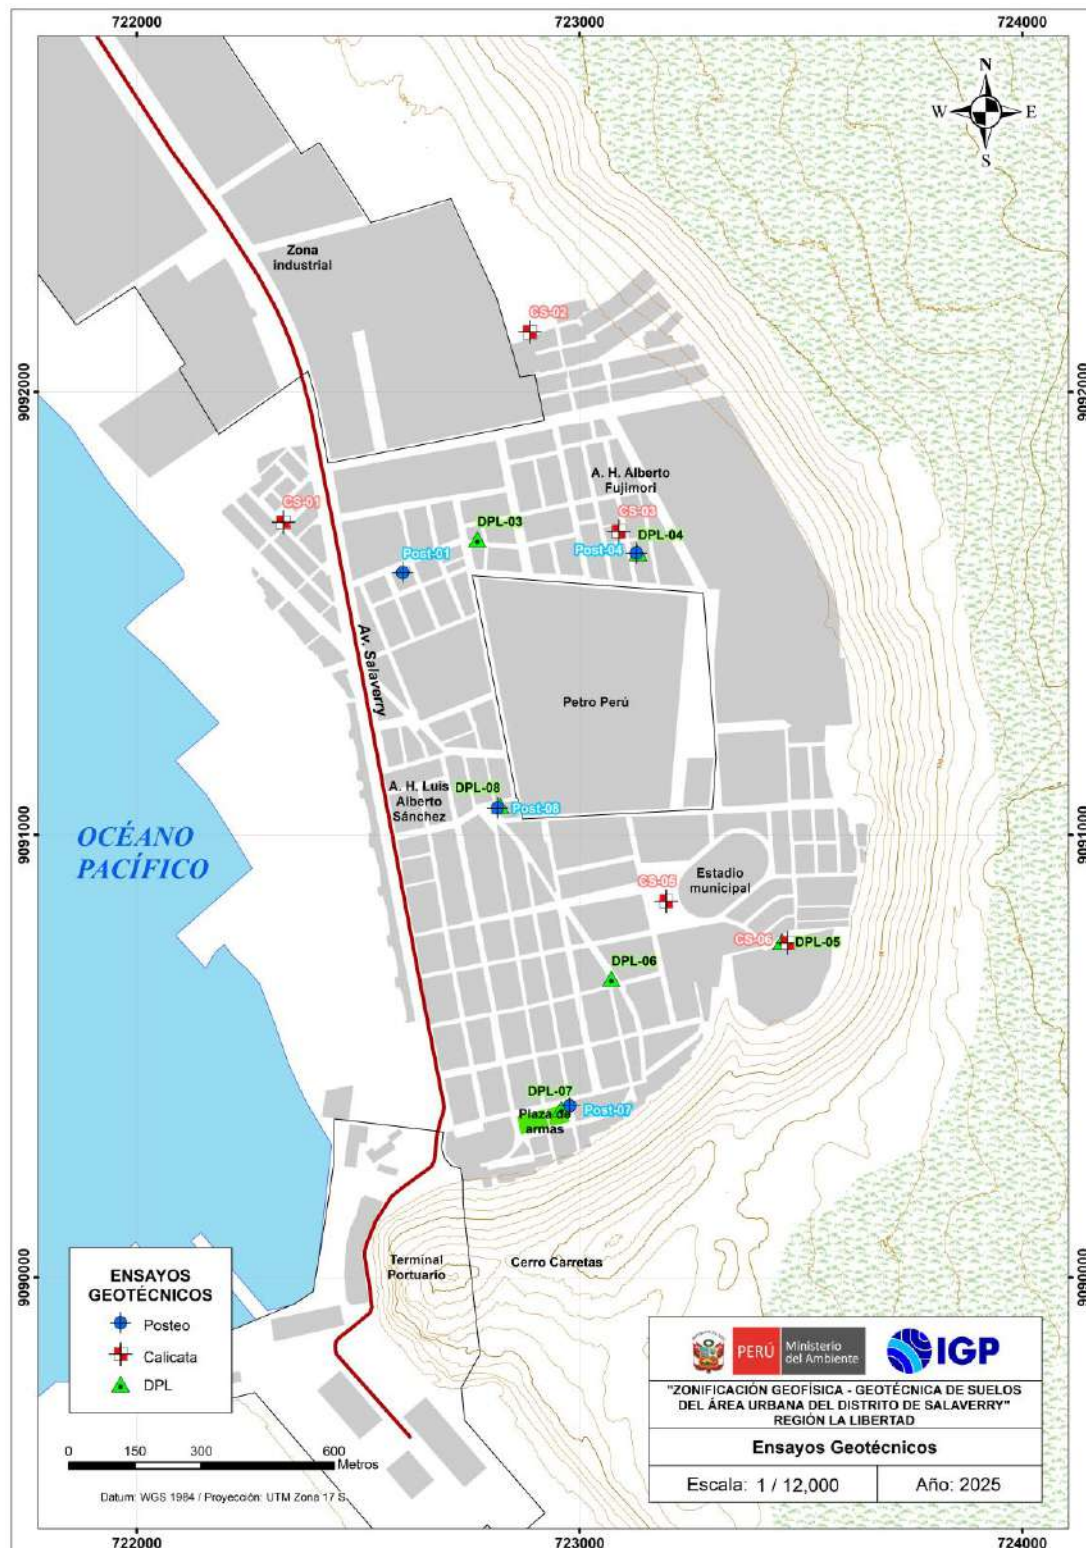 722000
723000
724000
N
W
E
S
Zona
industrial
CS-02
9092000
9092000
A. H. Alberto
Fujimori
CS-01
CS-03
DPL-03
DPL-04
Post-01
Post-04
Av. Salaverry
Petro Perú
DPL-08
A. H. Luis
Alberto
Sánchez
Post-08
9091000
9091000
OCÉANO
PACÍFICO
Estadio
municipal
CS-05
CS-06
DPL-05
DPL-06
DPL-07
Post-07
Plaza de
armas
Terminal
Portuario
Cerro Carretas
9090000
9090000
ENSAYOS
GEOTÉCNICOS
Posteo
Calicata
DPL
0 150 300 600
Metros
Datum: WGS 1984 / Proyección: UTM Zona 17 S
PERÚ
Ministerio
del Ambiente
IGP
"ZONIFICACIÓN GEOFÍSICA - GEOTÉCNICA DE SUELOS
DEL ÁREA URBANA DEL DISTRITO DE SALAVERRY"
REGIÓN LA LIBERTAD
Ensayos Geotécnicos
Escala: 1 / 12,000
Año: 2025
722000
723000
724000